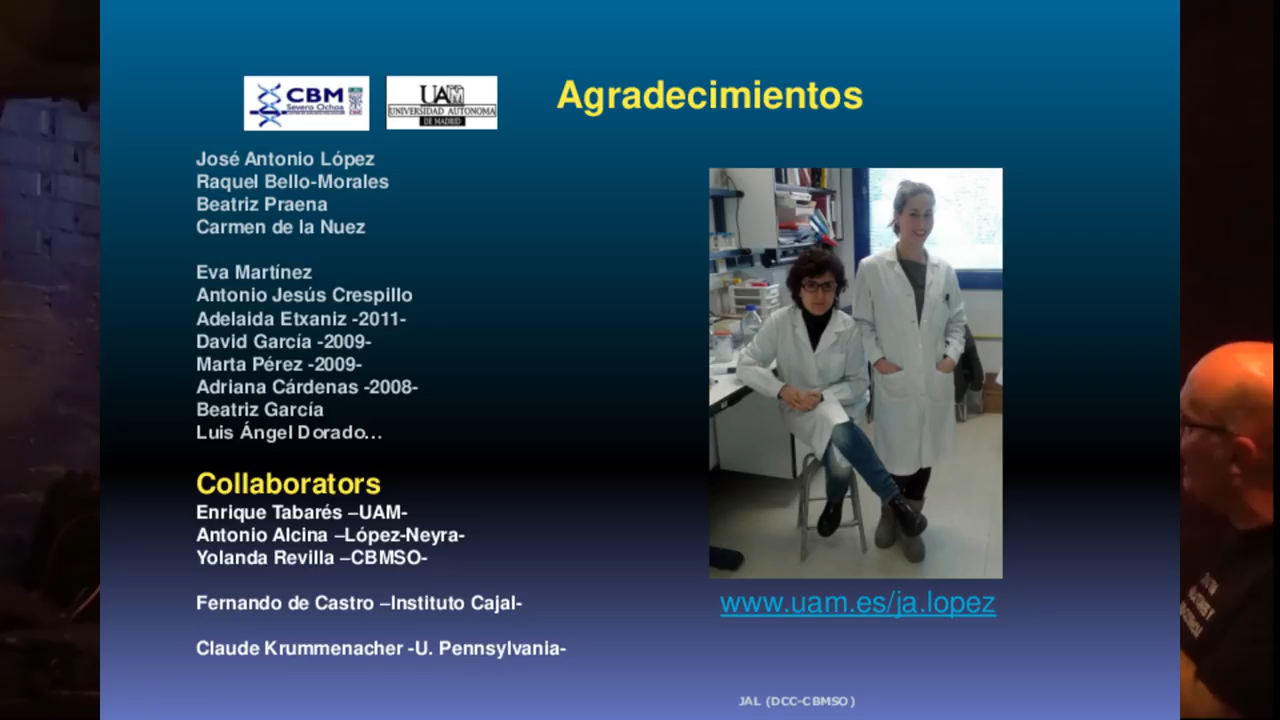 CBM
Severo Ochoa
UAM
UNIVERSIDAD AUTONOMA
DE MADRID
Agradecimientos
José Antonio López
Raquel Bello-Morales
Beatriz Praena
Carmen de la Nuez
Eva Martínez
Antonio Jesús Crespillo
Adelaida Etxaniz -2011-
David García -2009-
Marta Pérez -2009-
Adriana Cárdenas -2008-
Beatriz García
Luis Ángel Dorado…
Collaborators
Enrique Tabarés –UAM-
Antonio Alcina –López-Neyra-
Yolanda Revilla –CBMSO-
Fernando de Castro –Instituto Cajal-
Claude Krummenacher -U. Pennsylvania-
www.uam.es/ja.lopez
JAL (DCC-CBMSO)